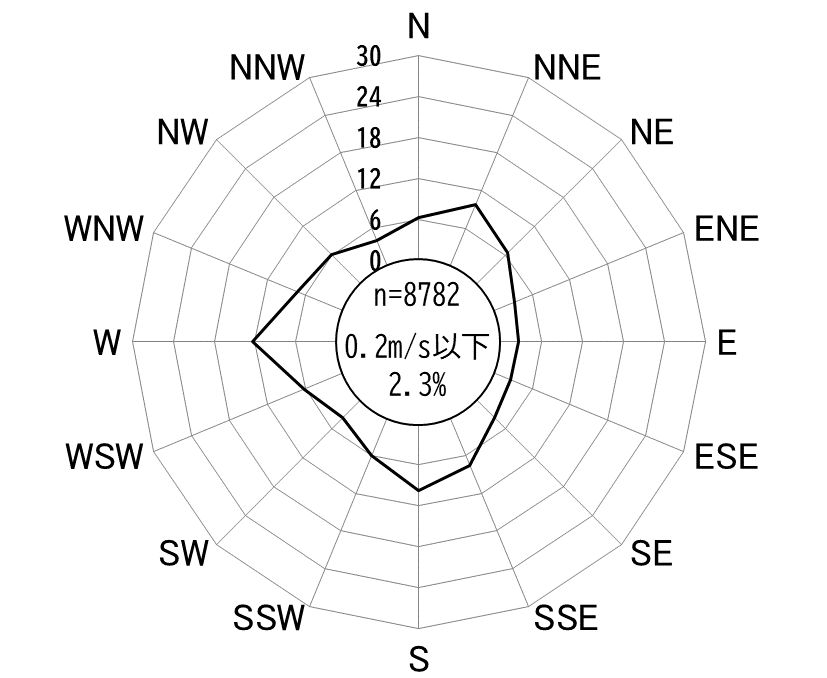 N
NNE
NE
ENE
E
ESE
SE
SSE
S
SSW
SW
WSW
W
WNW
NW
NNW
30
24
18
12
6
0
n=8782
0.2m/s以下
2.3%